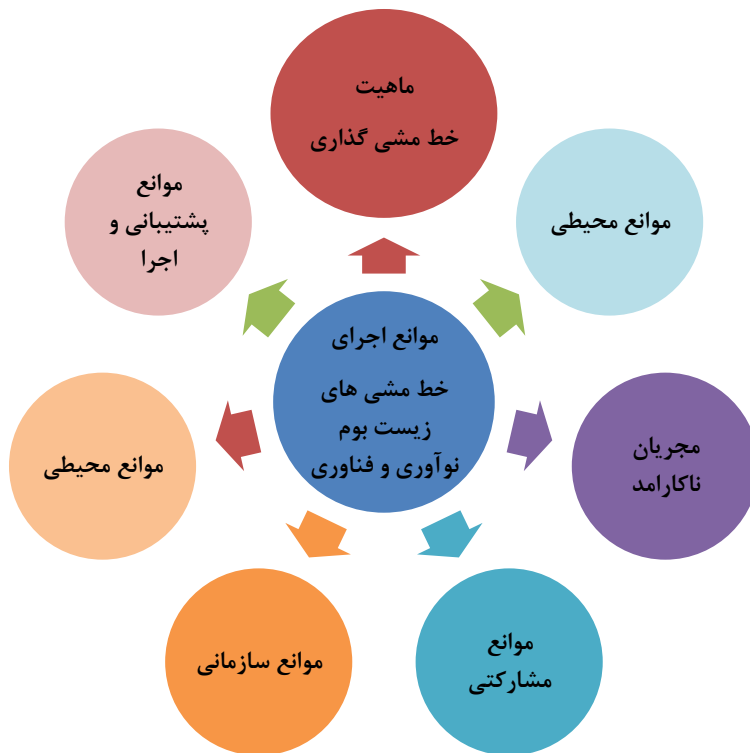 ماهیت
خط مشی گذاری
موانع محیطی
مجریان
ناکارامد
موانع
مشارکتی
موانع سازمانی
موانع محیطی
موانع
پشتیبانی و
اجرا
موانع اجرای
خط مشی های
زیست بوم
نوآوری و فناوری